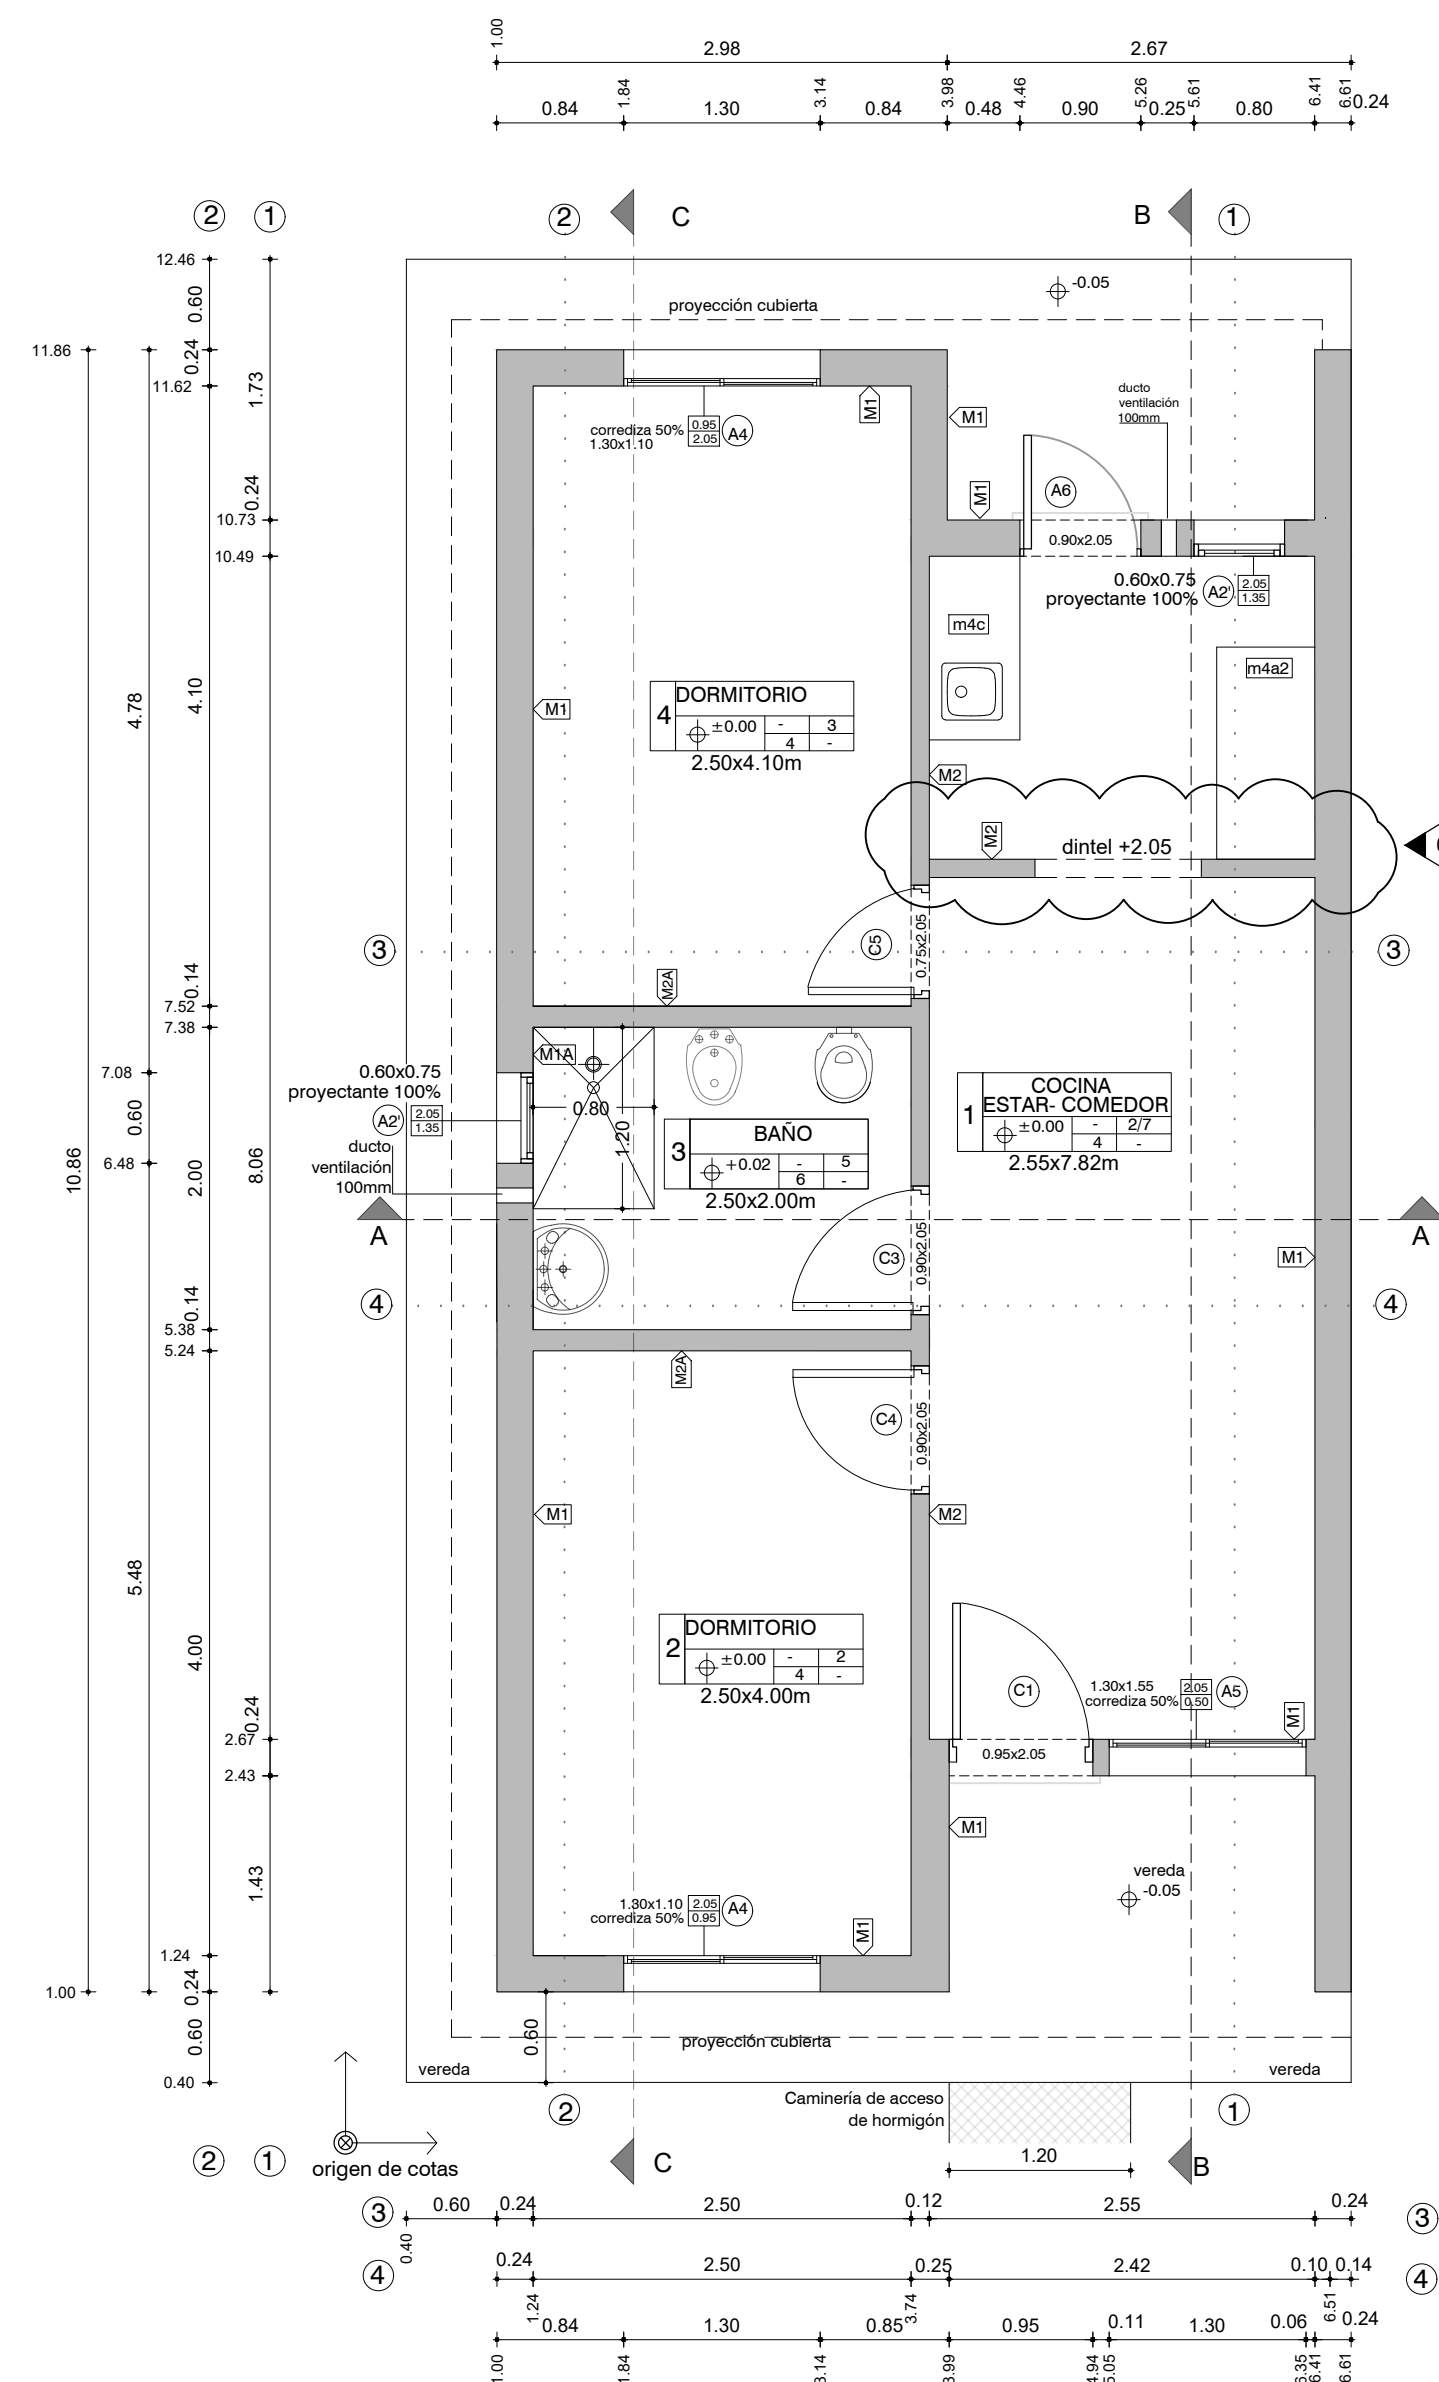 1.00
2.98
2.67
0.84
1.84
1.30
3.14
0.84
3.98
0.48
4.46
0.90
5.26
0.25
5.61
0.80
6.41
6.61
0.24
2
1
2
C
B
1
12.46
0.60
-0.05
proyección cubierta
11.86
0.24
11.62
1.73
ducto
ventilación
100mm
corrediza 50%
1.30x1.10
0.95
2.05
A4
M1
M1
M1
A6
0.24
10.73
10.49
0.90x2.05
0.60x0.75
proyectante 100%
A2'
2.05
1.35
m4c
m4a2
4.78
4.10
M1
4
DORMITORIO
±0.00
-
3
4
-
2.50x4.10m
M2
M2
dintel +2.05
3
C5
0.75x2.05
3
0.14
M2A
7.52
7.38
M1A
7.08
0.60x0.75
proyectante 100%
A2'
2.05
1.35
0.60
0.80
1.20
ducto
ventilación
100mm
6.48
10.86
2.00
8.06
3
BAÑO
+0.02
-
5
6
-
2.50x2.00m
1
COCINA
ESTAR- COMEDOR
±0.00
-
2/7
4
-
2.55x7.82m
A
A
C3
0.90x2.05
M1
4
4
0.14
5.38
5.24
M2A
C4
0.90x2.05
M1
M2
5.48
4.00
2
DORMITORIO
±0.00
-
2
4
-
2.50x4.00m
C1
1.30x1.55
corrediza 50%
2.05
0.50
A5
M1
0.24
2.67
2.43
0.95x2.05
M1
1.43
vereda
-0.05
1.30x1.10
corrediza 50%
2.05
0.95
A4
M1
1.24
1.00
0.24
0.60
0.60
0.40
proyección cubierta
vereda
vereda
Caminería de acceso
de hormigón
2
1
2
1
origen de cotas
C
B
1.20
3
0.60
0.24
2.50
0.12
2.55
0.24
3
0.40
4
0.24
2.50
0.25
2.42
0.10
0.14
4
1.24
3.74
6.51
0.84
1.30
0.85
0.95
0.11
1.30
0.06
0.24
1.00
1.84
3.14
3.99
4.94
5.05
6.35
6.41
6.61